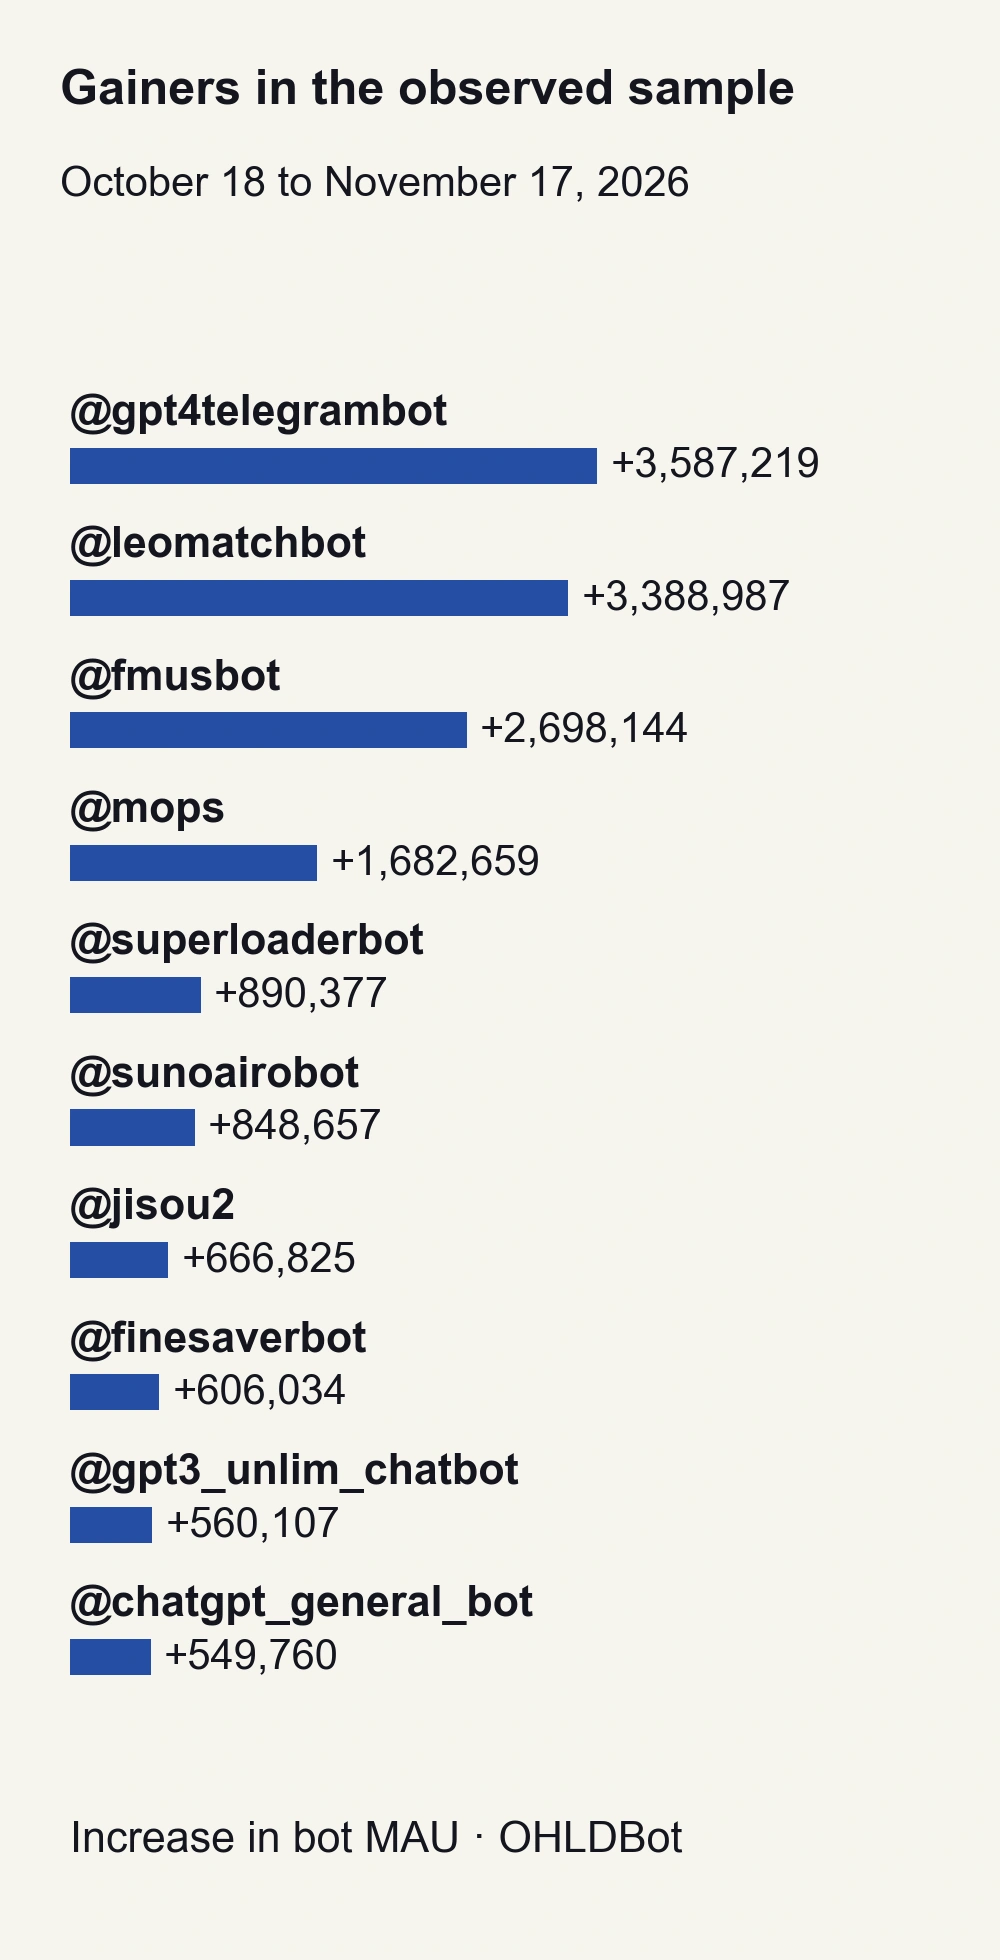 Gainers in the observed sample
October 18 to November 17, 2026
@gpt4telegrambot
+3,587,219
@leomatchbot
+3,388,987
@fmusbot
+2,698,144
@mops
+1,682,659
@superloaderbot
+890,377
@sunoairobot
+848,657
@jisou2
+666,825
@finesaverbot
+606,034
@gpt3_unlim_chatbot
+560,107
@chatgpt_general_bot
+549,760
Increase in bot MAU · OHLDBot